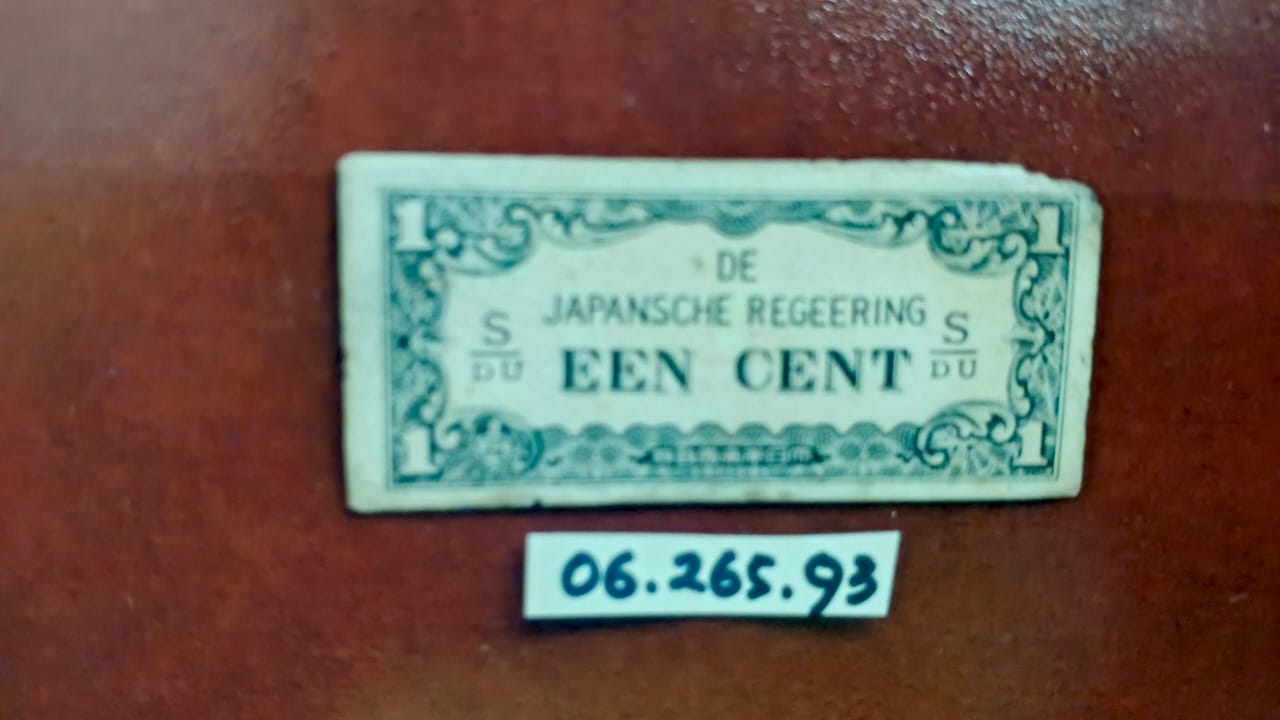 1 1
DE
JAPANSCHE REGEERING
S EEN CENT S
DU DU
1 1
06.265.93